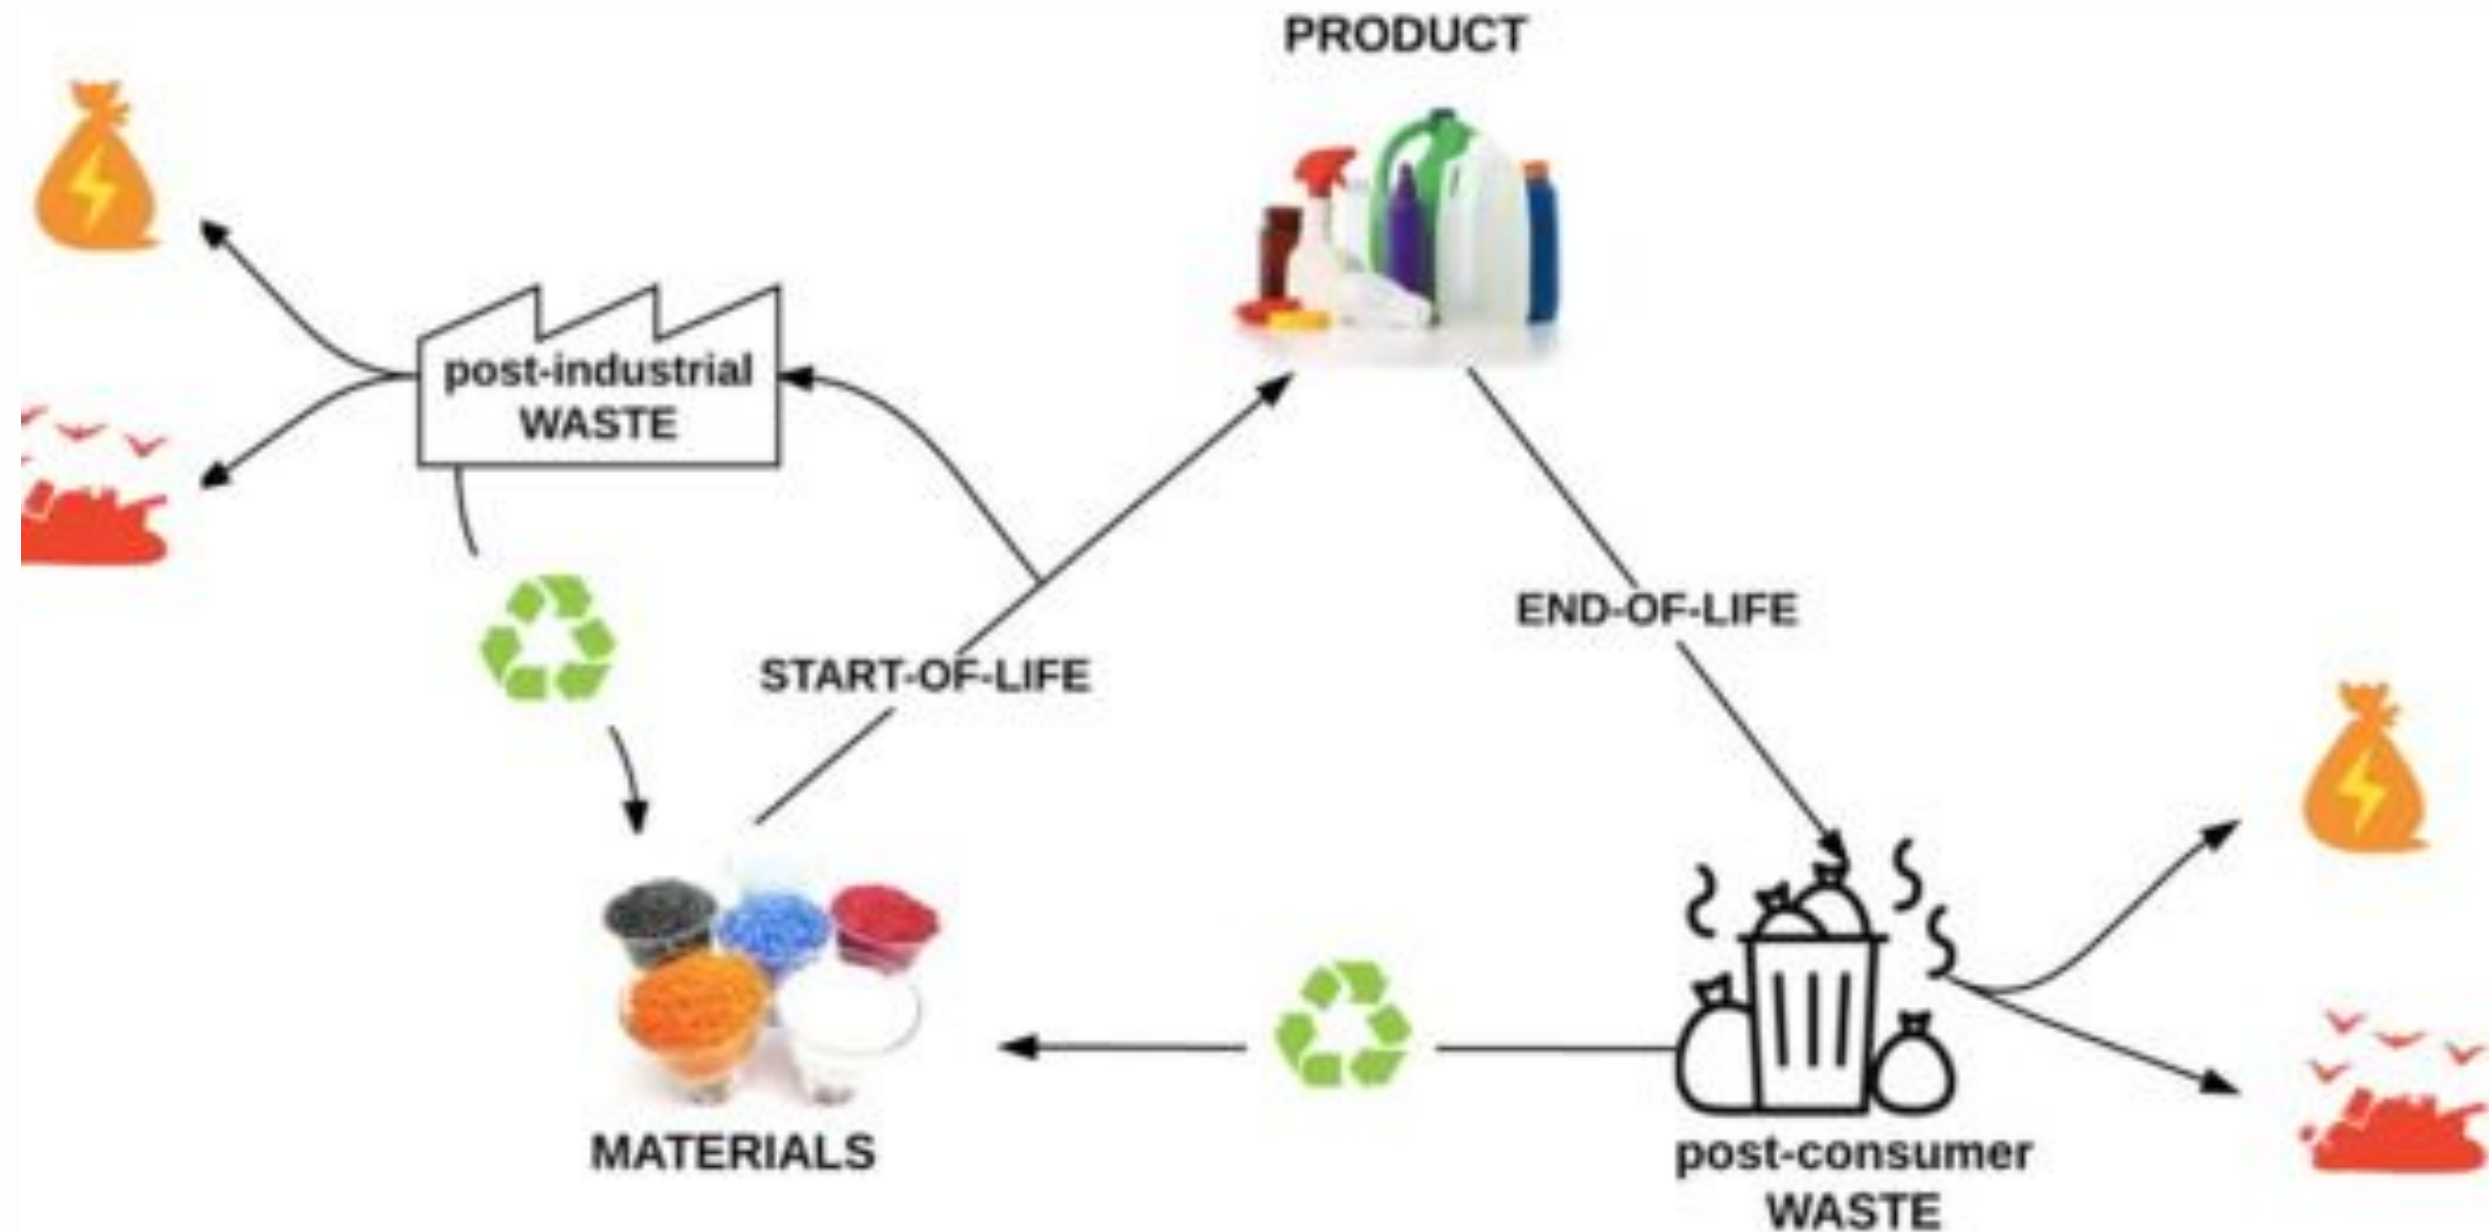 PRODUCT
post-industrial
WASTE
END-OF-LIFE
START-OF-LIFE
MATERIALS
post-consumer
WASTE